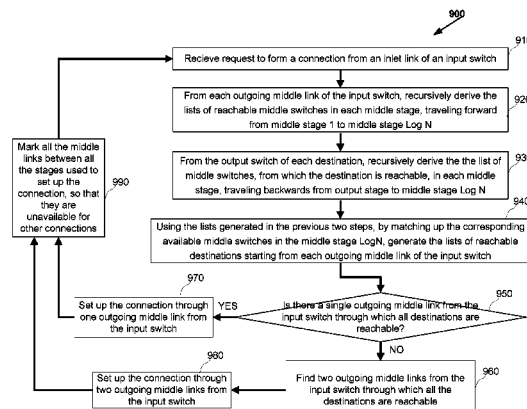 900
910
Recieve request to form a connection from an inlet link of an input switch
920
From each outgoing middle link of the input switch, recursively derive the
lists of reachable middle switches in each middle stage, traveling forward
from middle stage 1 to middle stage Log N
930
From the output switch of each destination, recursively derive the the list of
middle switches, from which the destination is reachable, in each middle
stage, traveling backwards from output stage to middle stage Log N
940
Using the lists generated in the previous two steps, by matching up the corresponding
available middle switches in the middle stage LogN, generate the lists of reachable
destinations starting from each outgoing middle link of the input switch
950
Is there a single outgoing middle link from the
input switch through which all destinations are
reachable?
YES
NO
960
Find two outgoing middle links from the
input switch through which all the
destinations are reachable
970
Set up the connection through
one outgoing middle link from
the input switch
980
Set up the connection through
two outgoing middle links from
the input switch
990
Mark all the middle
links between all
the stages used to
set up the
connection, so that
they are
unavailable for
other connections